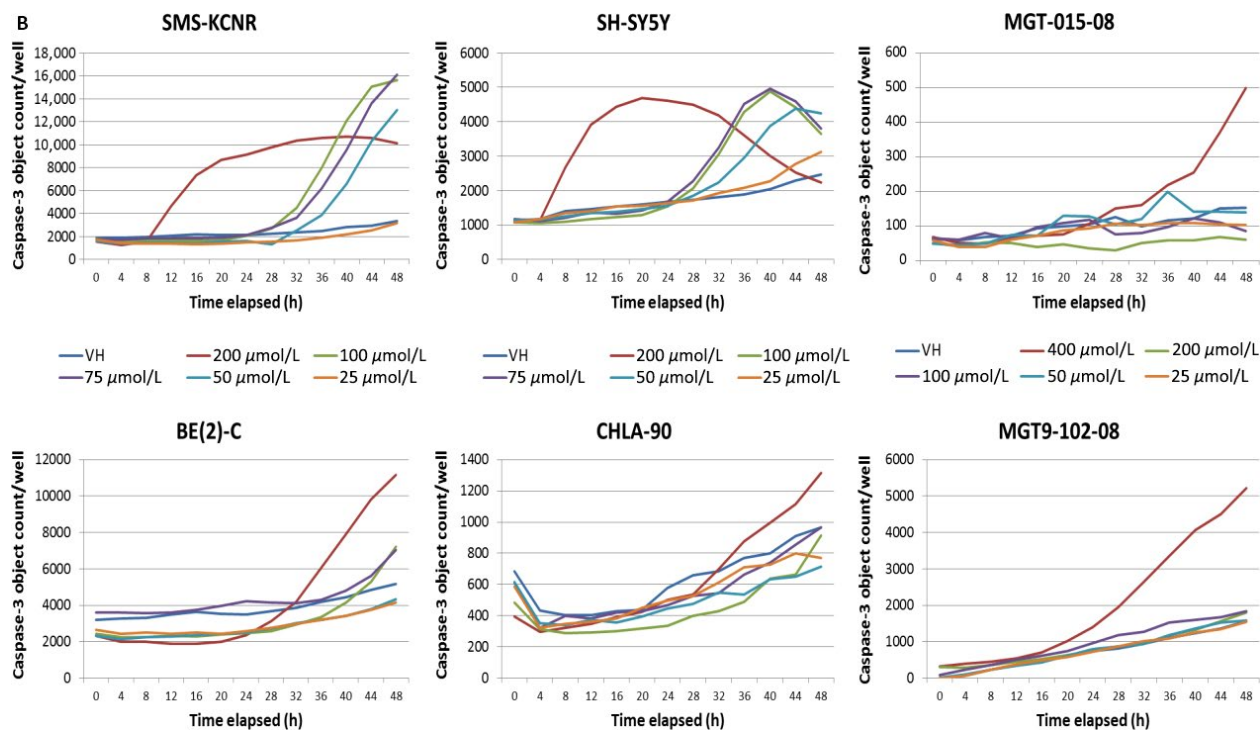 B
SMS-KCNR
Caspase-3 object count/well
18,000
16,000
14,000
12,000
10,000
8000
6000
4000
2000
0
0 4 8 12 16 20 24 28 32 36 40 44 48
Time elapsed (h)
SH-SY5Y
Caspase-3 object count/well
6000
5000
4000
3000
2000
1000
0
0 4 8 12 16 20 24 28 32 36 40 44 48
Time elapsed (h)
MGT-015-08
Caspase-3 object count/well
600
500
400
300
200
100
0
0 4 8 12 16 20 24 28 32 36 40 44 48
Time elapsed (h)
VH 200 µmol/L 100 µmol/L
75 µmol/L 50 µmol/L 25 µmol/L
VH 200 µmol/L 100 µmol/L
75 µmol/L 50 µmol/L 25 µmol/L
VH 400 µmol/L 200 µmol/L
100 µmol/L 50 µmol/L 25 µmol/L
BE(2)-C
Caspase-3 object count/well
12000
10000
8000
6000
4000
2000
0
0 4 8 12 16 20 24 28 32 36 40 44 48
Time elapsed (h)
CHLA-90
Caspase-3 object count/well
1400
1200
1000
800
600
400
200
0
0 4 8 12 16 20 24 28 32 36 40 44 48
Time elapsed (h)
MGT9-102-08
Caspase-3 object count/well
6000
5000
4000
3000
2000
1000
0
0 4 8 12 16 20 24 28 32 36 40 44 48
Time elapsed (h)